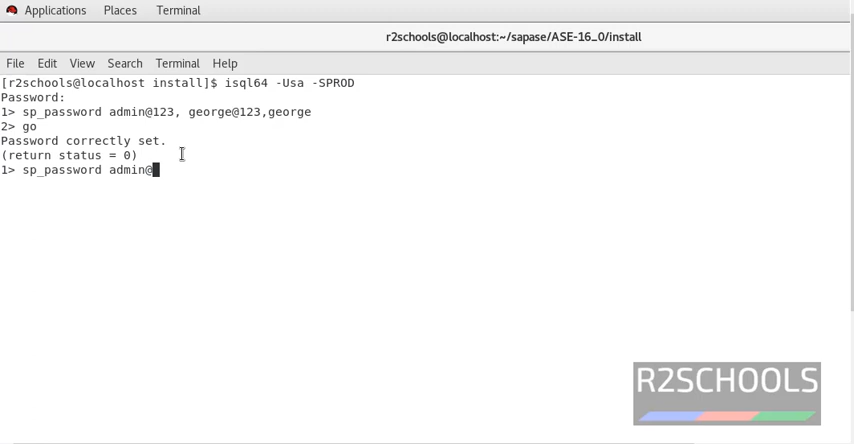 Applications Places Terminal
r2schools@localhost:~/sapase/ASE-16_0/install
File Edit View Search Terminal Help
[r2schools@localhost install]$ isql64 -Usa -SPROD
Password:
1> sp_password admin@123, george@123,george
2> go
Password correctly set.
(return status = 0)
1> sp_password admin@
R2SCHOOLS